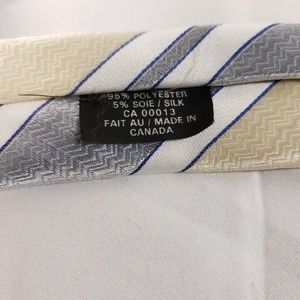 95% POLYESTER
5% SOIE / SILK
CA 00013
FAIT AU / MADE IN
CANADA